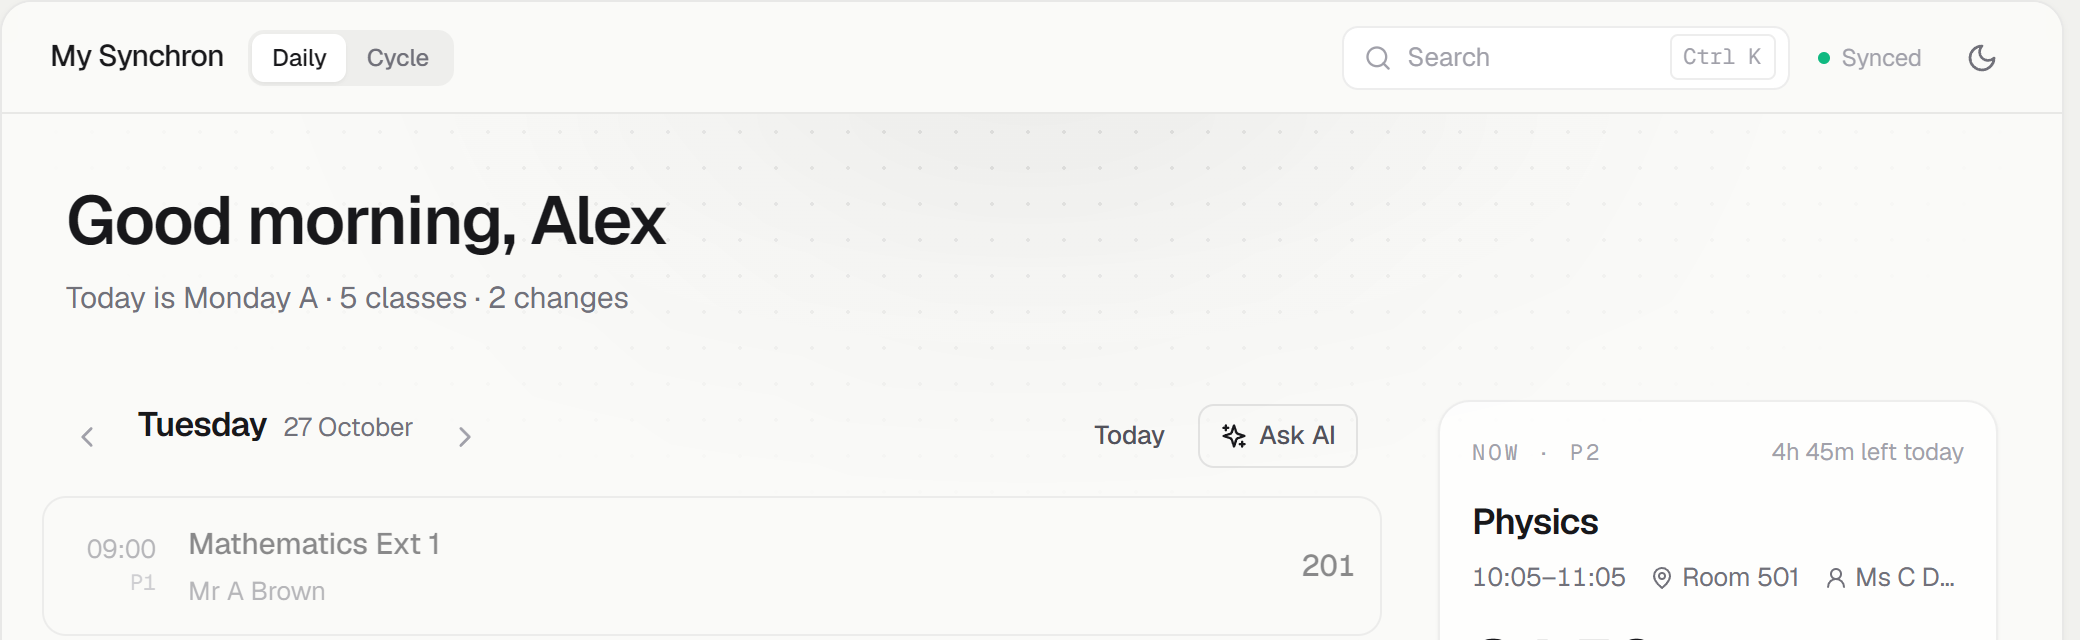 My Synchron Daily Cycle Search Ctrl K Synced
Good morning, Alex
Today is Monday A · 5 classes · 2 changes
Tuesday 27 October Today Ask AI
09:00 Mathematics Ext 1 201
P1 Mr A Brown
NOW · P2 4h 45m left today
Physics
10:05–11:05 Room 501 Ms C D...